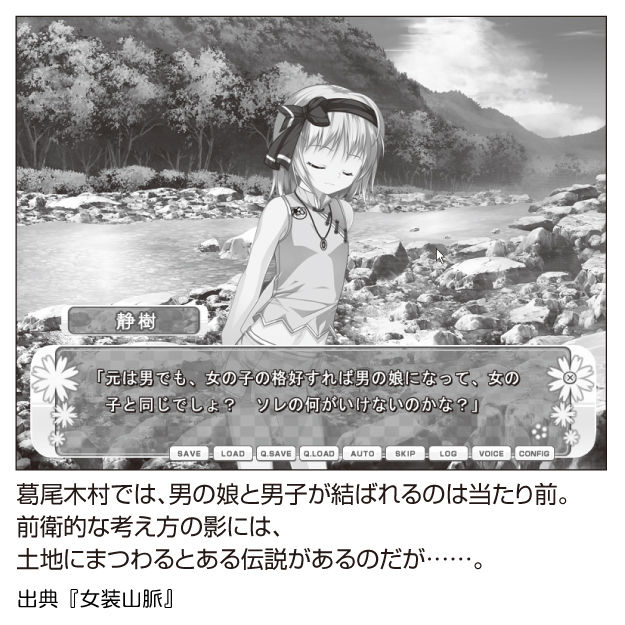 静樹
「元は男でも、女の子の格好すれば男の娘になって、女の
子と同じでしょ？　ソレの何がいけないのかな？」
SAVE LOAD Q.SAVE Q.LOAD AUTO SKIP LOG VOICE CONFIG
葛尾木村では、男の娘と男子が結ばれるのは当たり前。
前衛的な考え方の影には、
土地にまつわるとある伝説があるのだが……。
出典『女装山脈』